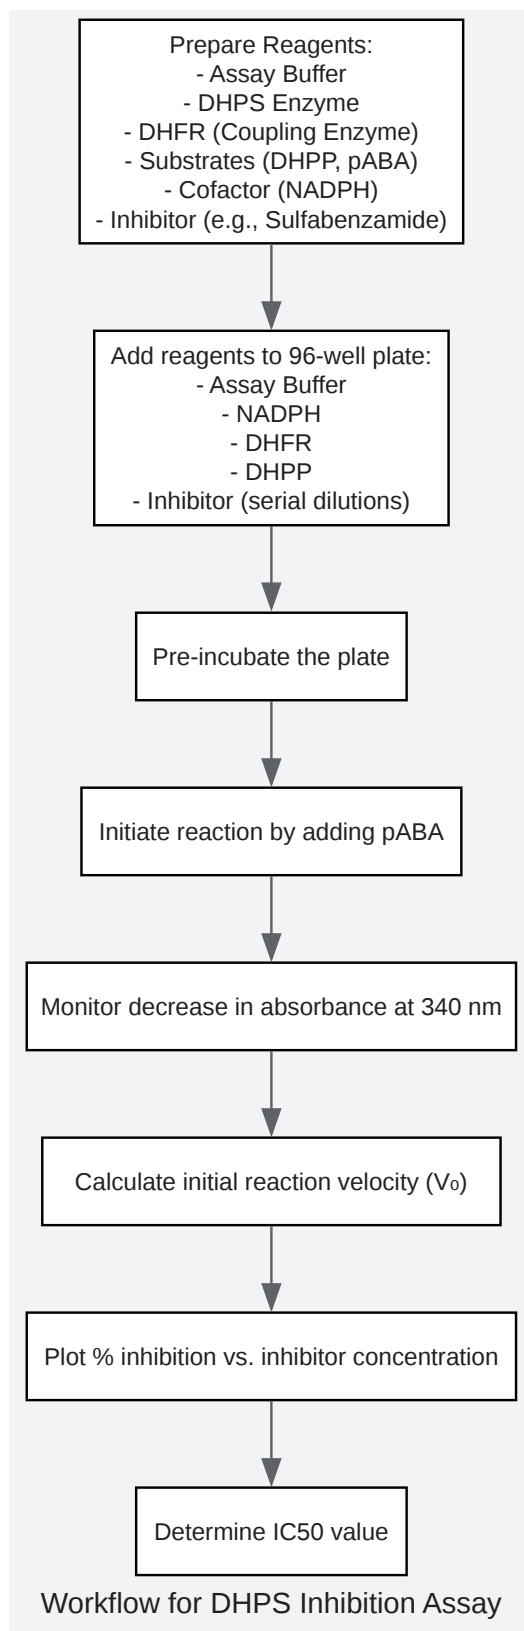 Prepare Reagents:
- Assay Buffer
- DHPS Enzyme
- DHFR (Coupling Enzyme)
- Substrates (DHPP, pABA)
- Cofactor (NADPH)
- Inhibitor (e.g., Sulfabenzamide)
Add reagents to 96-well plate:
- Assay Buffer
- NADPH
- DHFR
- DHPP
- Inhibitor (serial dilutions)
Pre-incubate the plate
Initiate reaction by adding pABA
Monitor decrease in absorbance at 340 nm
Calculate initial reaction velocity (V₀)
Plot % inhibition vs. inhibitor concentration
Determine IC50 value
Workflow for DHPS Inhibition Assay